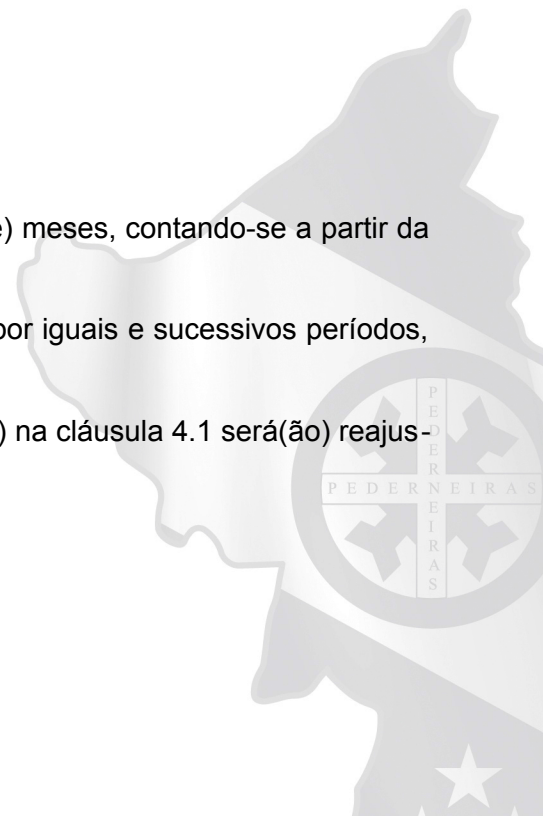 e) meses, contando-se a partir da
por iguais e sucessivos períodos,
) na cláusula 4.1 será(ão) reajus-
PEDERNEIRAS
PEDERNEIRAS